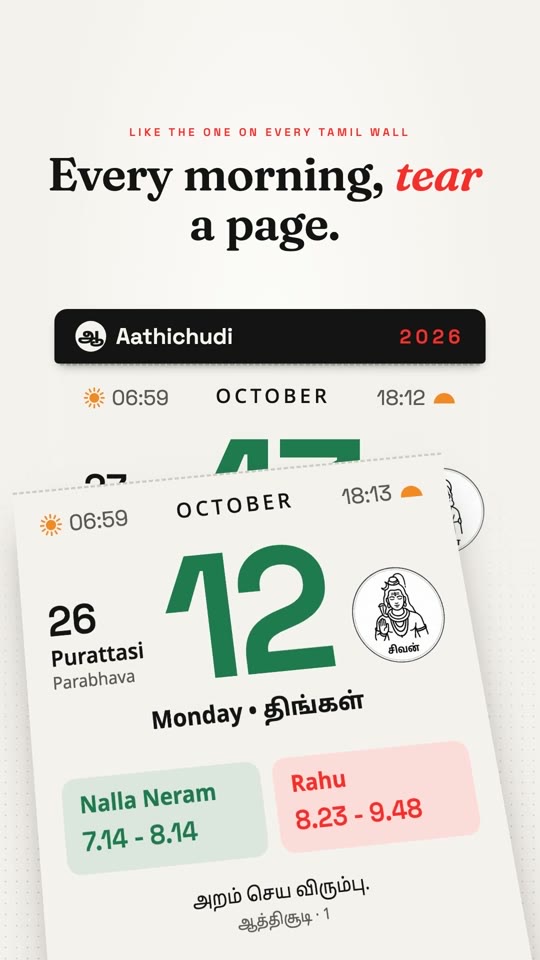 LIKE THE ONE ON EVERY TAMIL WALL
Every morning, tear
a page.
ஆ Aathichudi 2026
06:59 OCTOBER 18:12
06:59 OCTOBER 18:13
26 12
Purattasi
Parabhava
சிவன்
Monday • திங்கள்
Nalla Neram Rahu
7.14 - 8.14 8.23 - 9.48
அறம் செய விரும்பு.
ஆத்திசூடி · 1